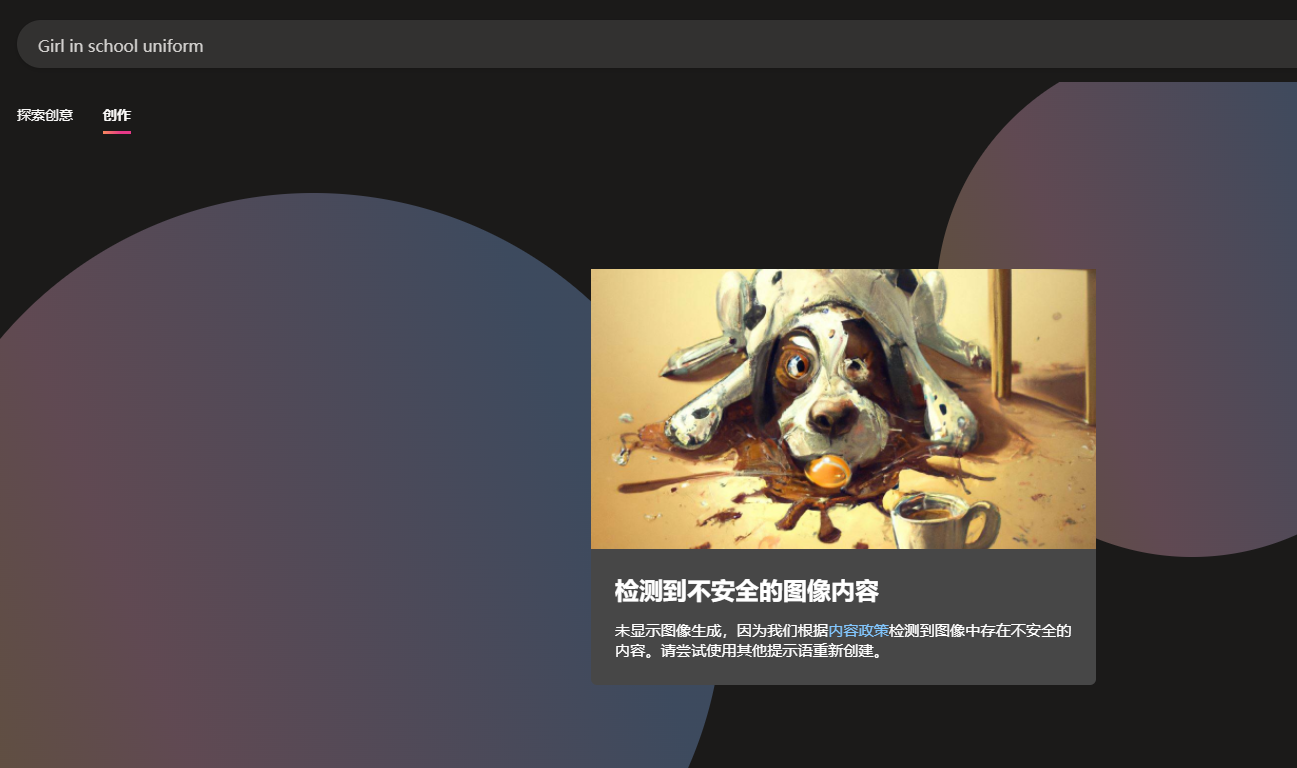 Girl in school uniform
探索创意 创作
检测到不安全的图像内容
未显示图像生成，因为我们根据内容政策检测到图像中存在不安全的
内容。请尝试使用其他提示语重新创建。